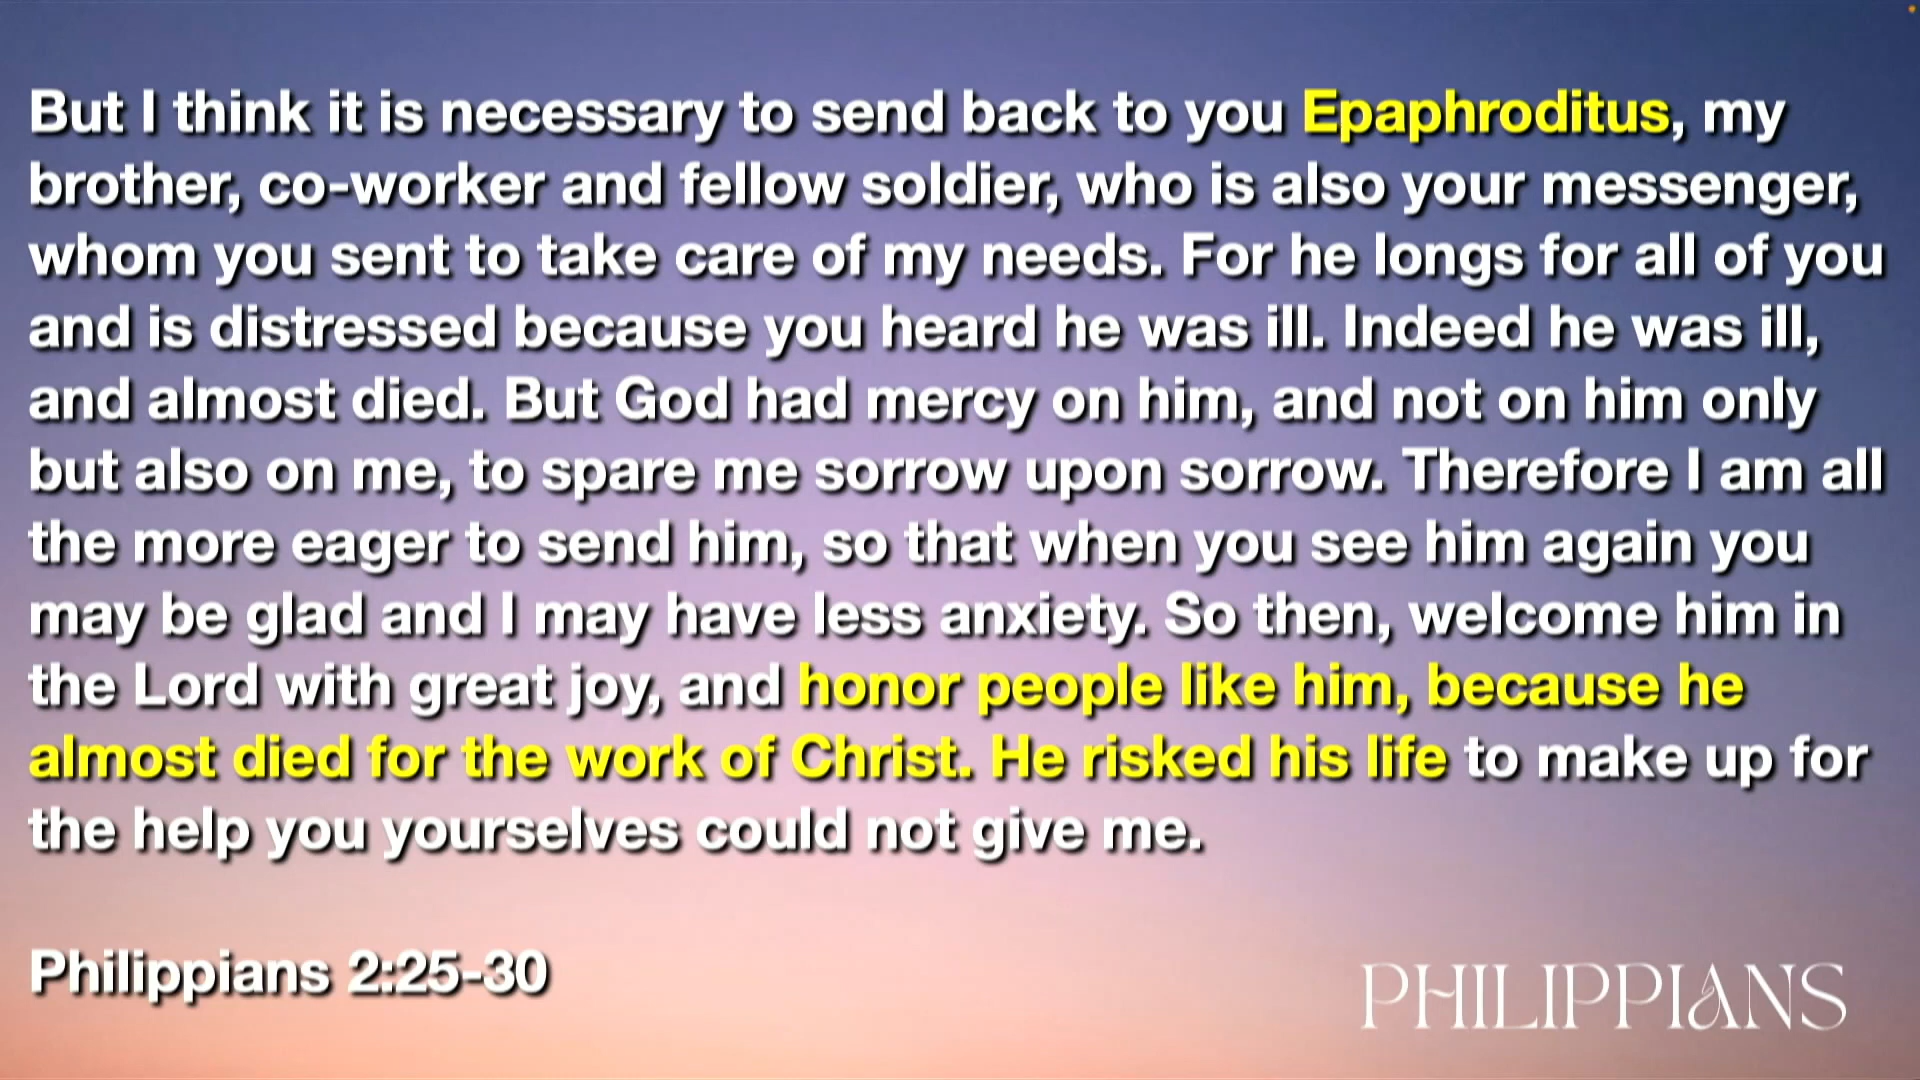 But I think it is necessary to send back to you Epaphroditus, my
brother, co-worker and fellow soldier, who is also your messenger,
whom you sent to take care of my needs. For he longs for all of you
and is distressed because you heard he was ill. Indeed he was ill,
and almost died. But God had mercy on him, and not on him only
but also on me, to spare me sorrow upon sorrow. Therefore I am all
the more eager to send him, so that when you see him again you
may be glad and I may have less anxiety. So then, welcome him in
the Lord with great joy, and honor people like him, because he
almost died for the work of Christ. He risked his life to make up for
the help you yourselves could not give me.
Philippians 2:25-30
PHILIPPIANS